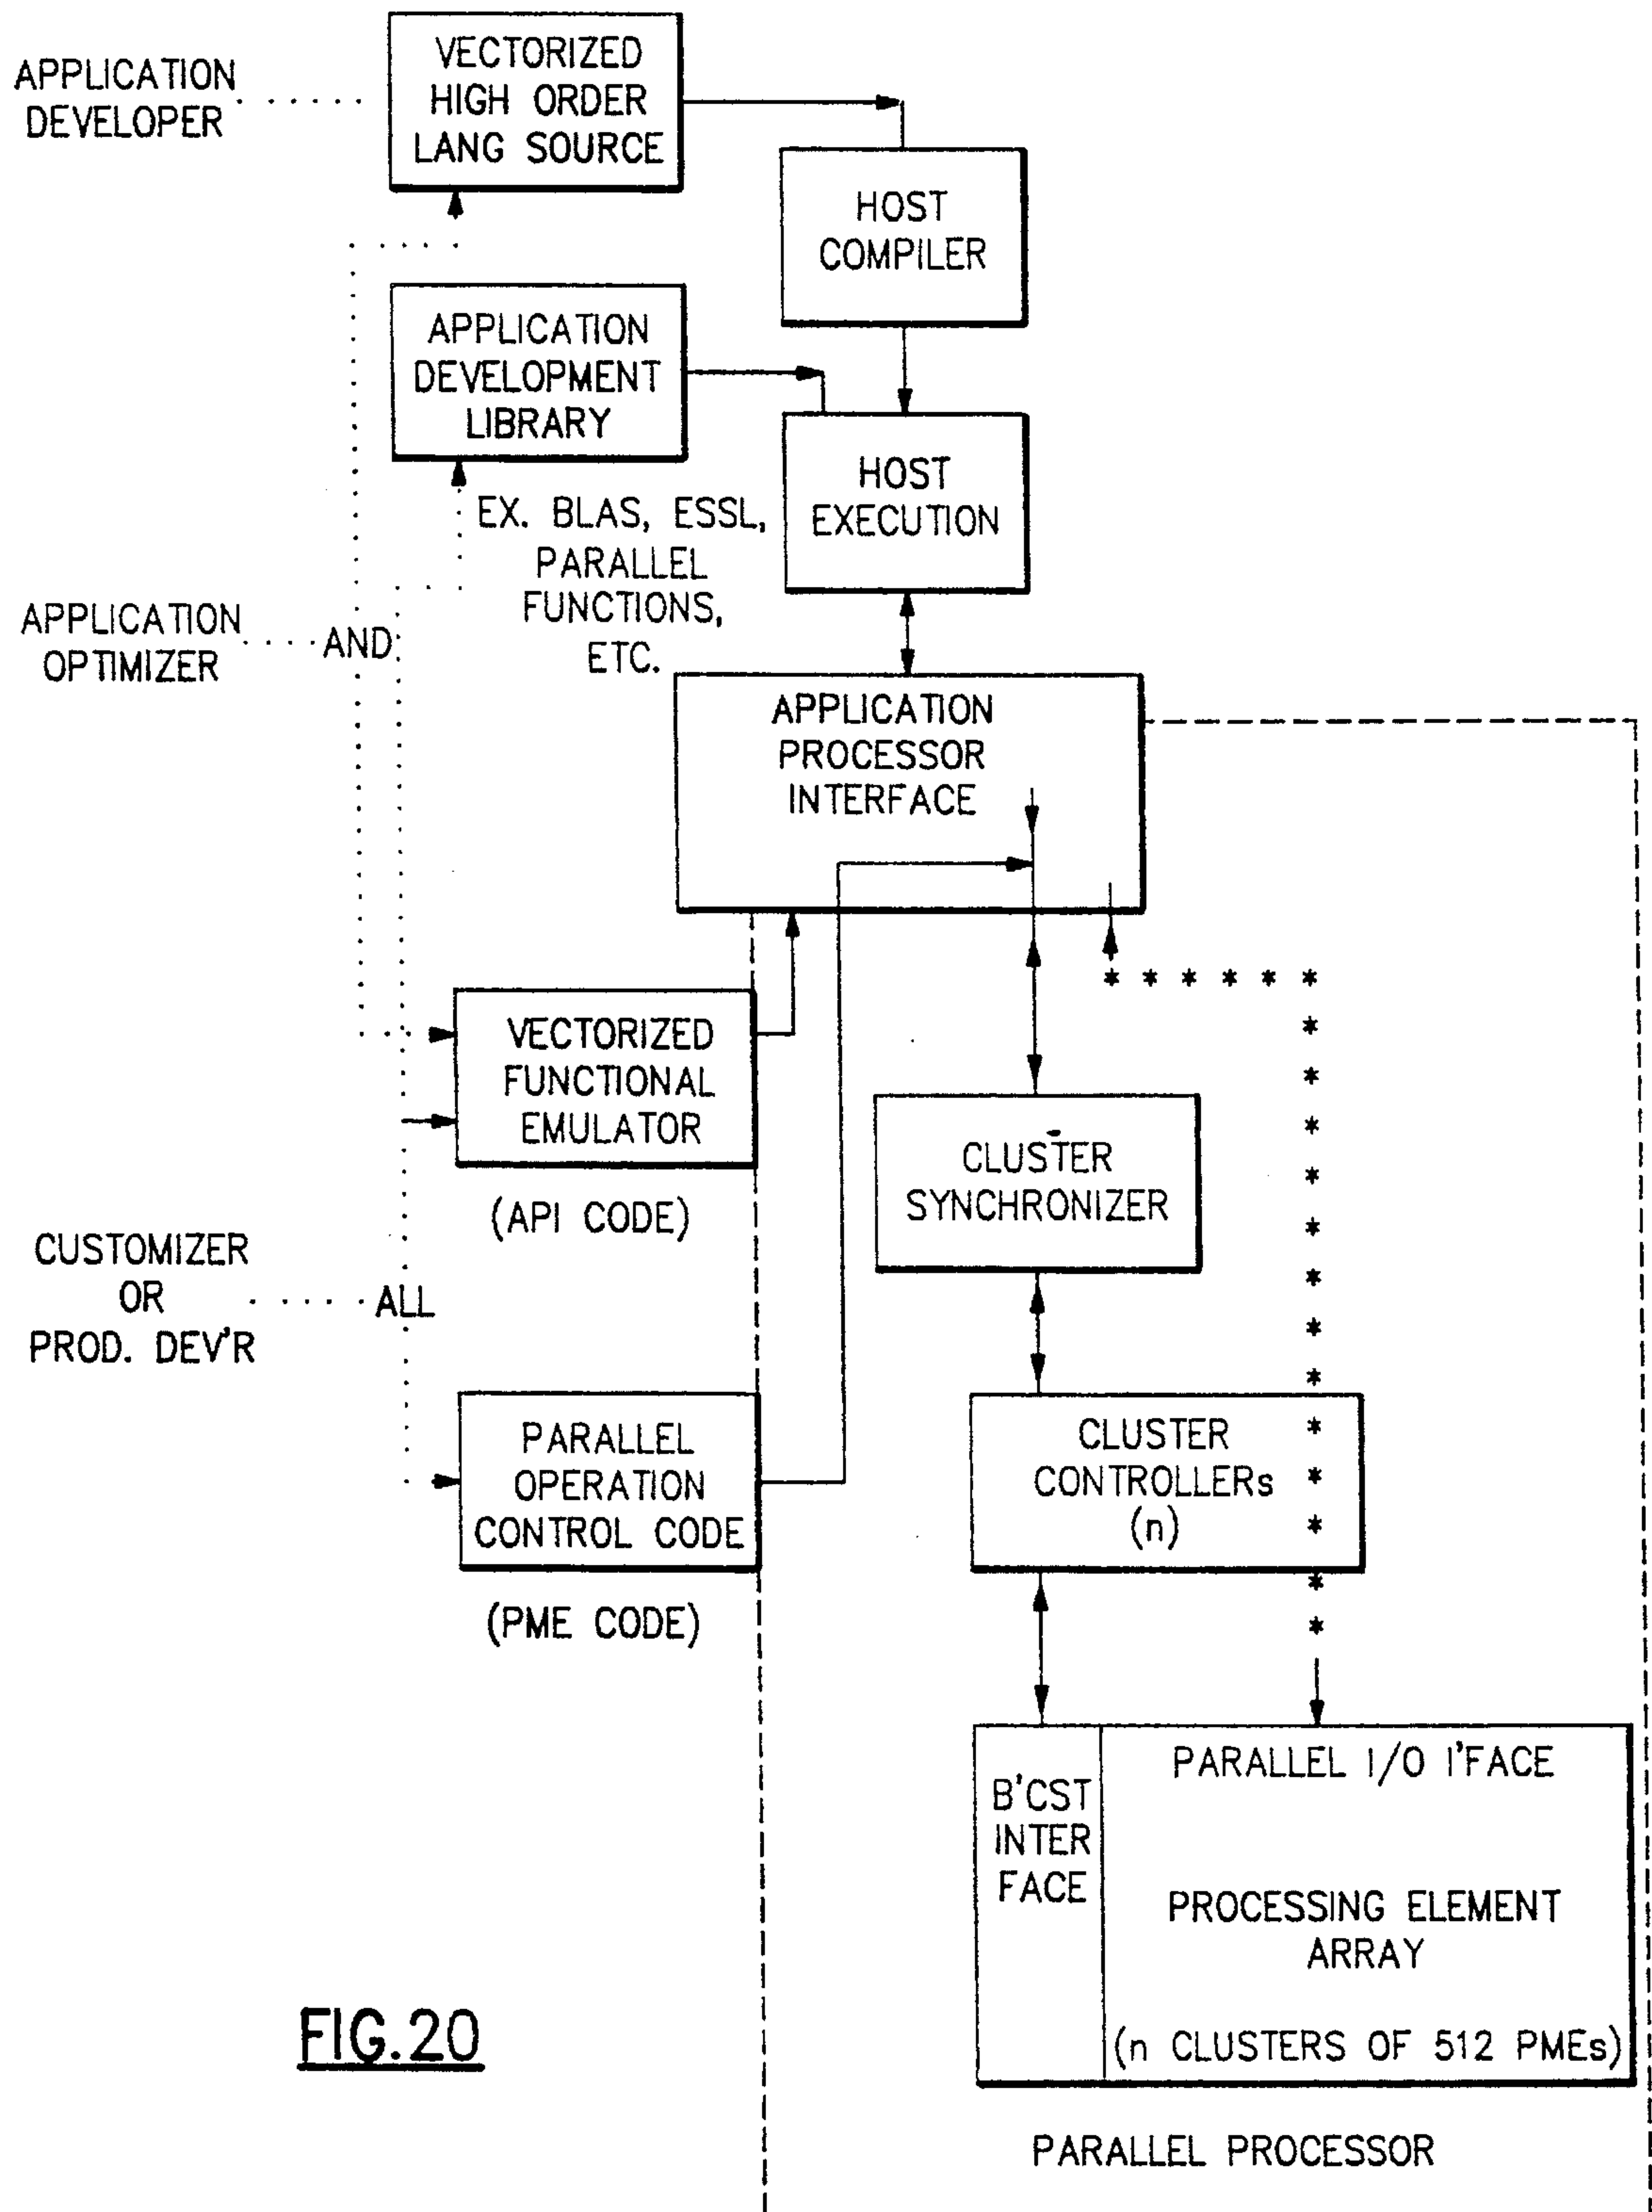 APPLICATION
DEVELOPER
VECTORIZED
HIGH ORDER
LANG SOURCE
HOST
COMPILER
APPLICATION
DEVELOPMENT
LIBRARY
HOST
EXECUTION
EX. BLAS, ESSL,
PARALLEL
FUNCTIONS,
ETC.
APPLICATION
OPTIMIZER
AND
APPLICATION
PROCESSOR
INTERFACE
VECTORIZED
FUNCTIONAL
EMULATOR
(API CODE)
CLUSTER
SYNCHRONIZER
CUSTOMIZER
OR
PROD. DEV'R
ALL
PARALLEL
OPERATION
CONTROL CODE
(PME CODE)
CLUSTER
CONTROLLERs
(n)
B'CST
INTER
FACE
PARALLEL I/O I'FACE
PROCESSING ELEMENT
ARRAY
(n CLUSTERS OF 512 PMEs)
PARALLEL PROCESSOR
FIG.20